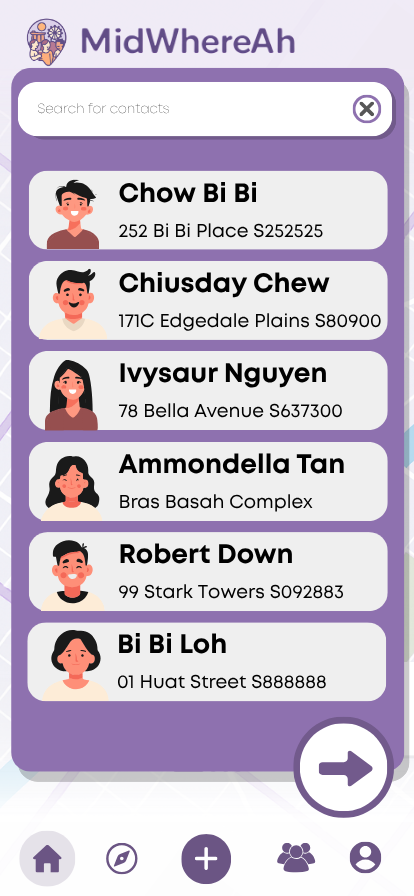 MidWhereAh
Search for contacts
Chow Bi Bi
252 Bi Bi Place S252525
Chiusday Chew
171C Edgedale Plains S80900
Ivysaur Nguyen
78 Bella Avenue S637300
Ammondella Tan
Bras Basah Complex
Robert Down
99 Stark Towers S092883
Bi Bi Loh
01 Huat Street S888888